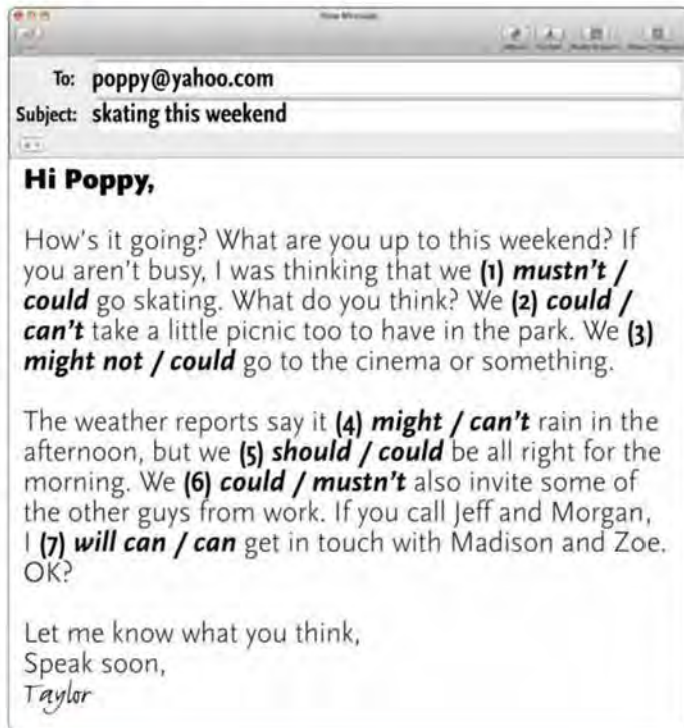 New Message
To: poppy@yahoo.com
Subject: skating this weekend
Hi Poppy,
How's it going? What are you up to this weekend? If
you aren't busy, I was thinking that we (1) mustn't /
could go skating. What do you think? We (2) could /
can't take a little picnic too to have in the park. We (3)
might not / could go to the cinema or something.
The weather reports say it (4) might / can't rain in the
afternoon, but we (5) should / could be all right for the
morning. We (6) could / mustn't also invite some of
the other guys from work. If you call Jeff and Morgan,
I (7) will can / can get in touch with Madison and Zoe.
OK?
Let me know what you think,
Speak soon,
Taylor